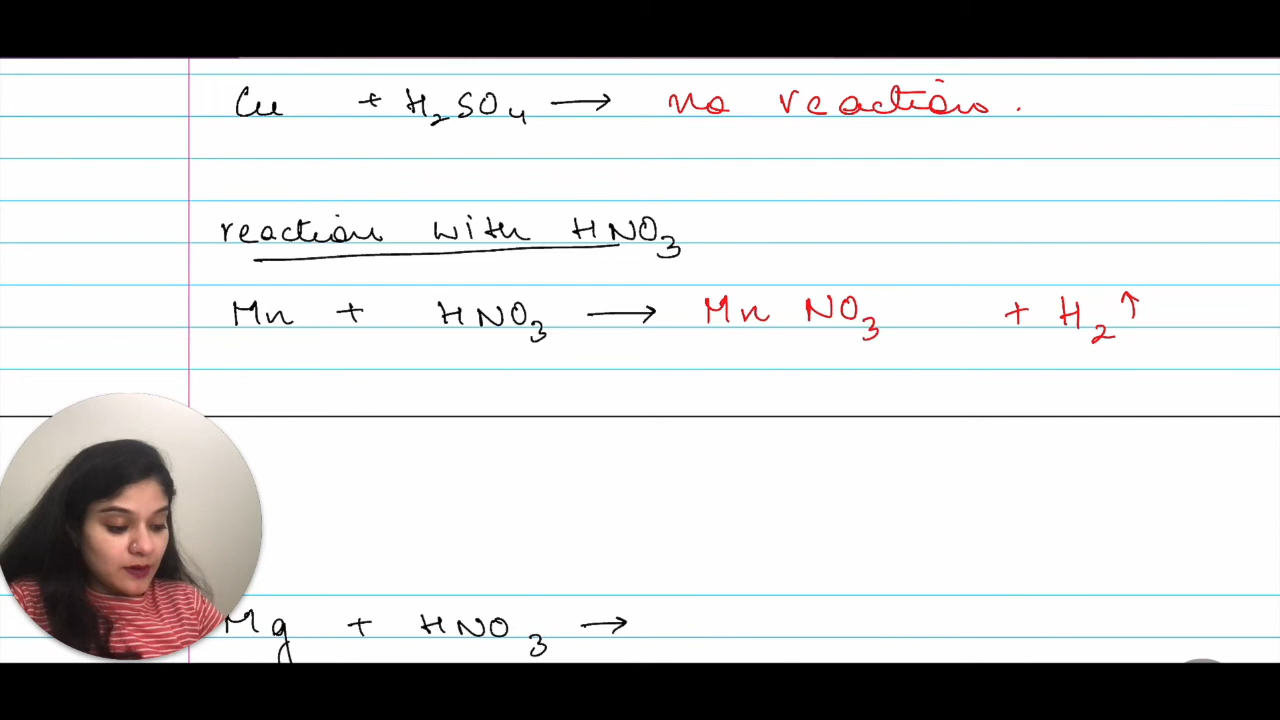 Cu + H₂SO₄ → no reaction.
reaction with HNO₃
Mn + HNO₃ → Mn NO₃ + H₂↑
Mg + HNO₃ →